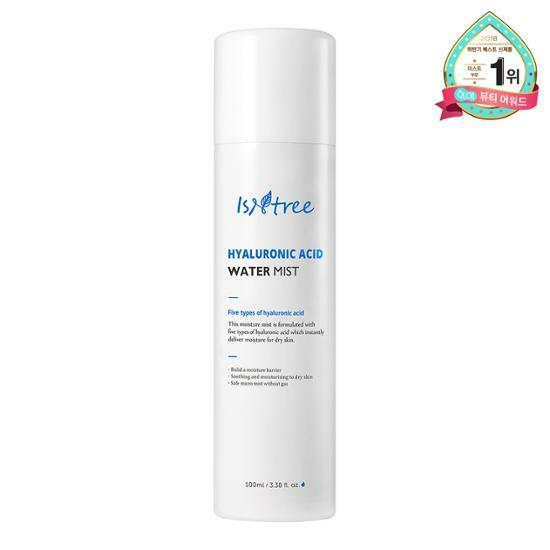 2018
하반기 베스트 신제품
미스트
부문
1위
화해
뷰티 어워드
Isntree
HYALURONIC ACID
WATER MIST
Five types of hyaluronic acid
This moisture mist is formulated with
five types of hyaluronic acid which instantly
deliver moisture for dry skin.
· Build a moisture barrier
· Soothing and moisturizing to dry skin
· Safe micro mist without gas
100ml / 3.38 fl. oz.